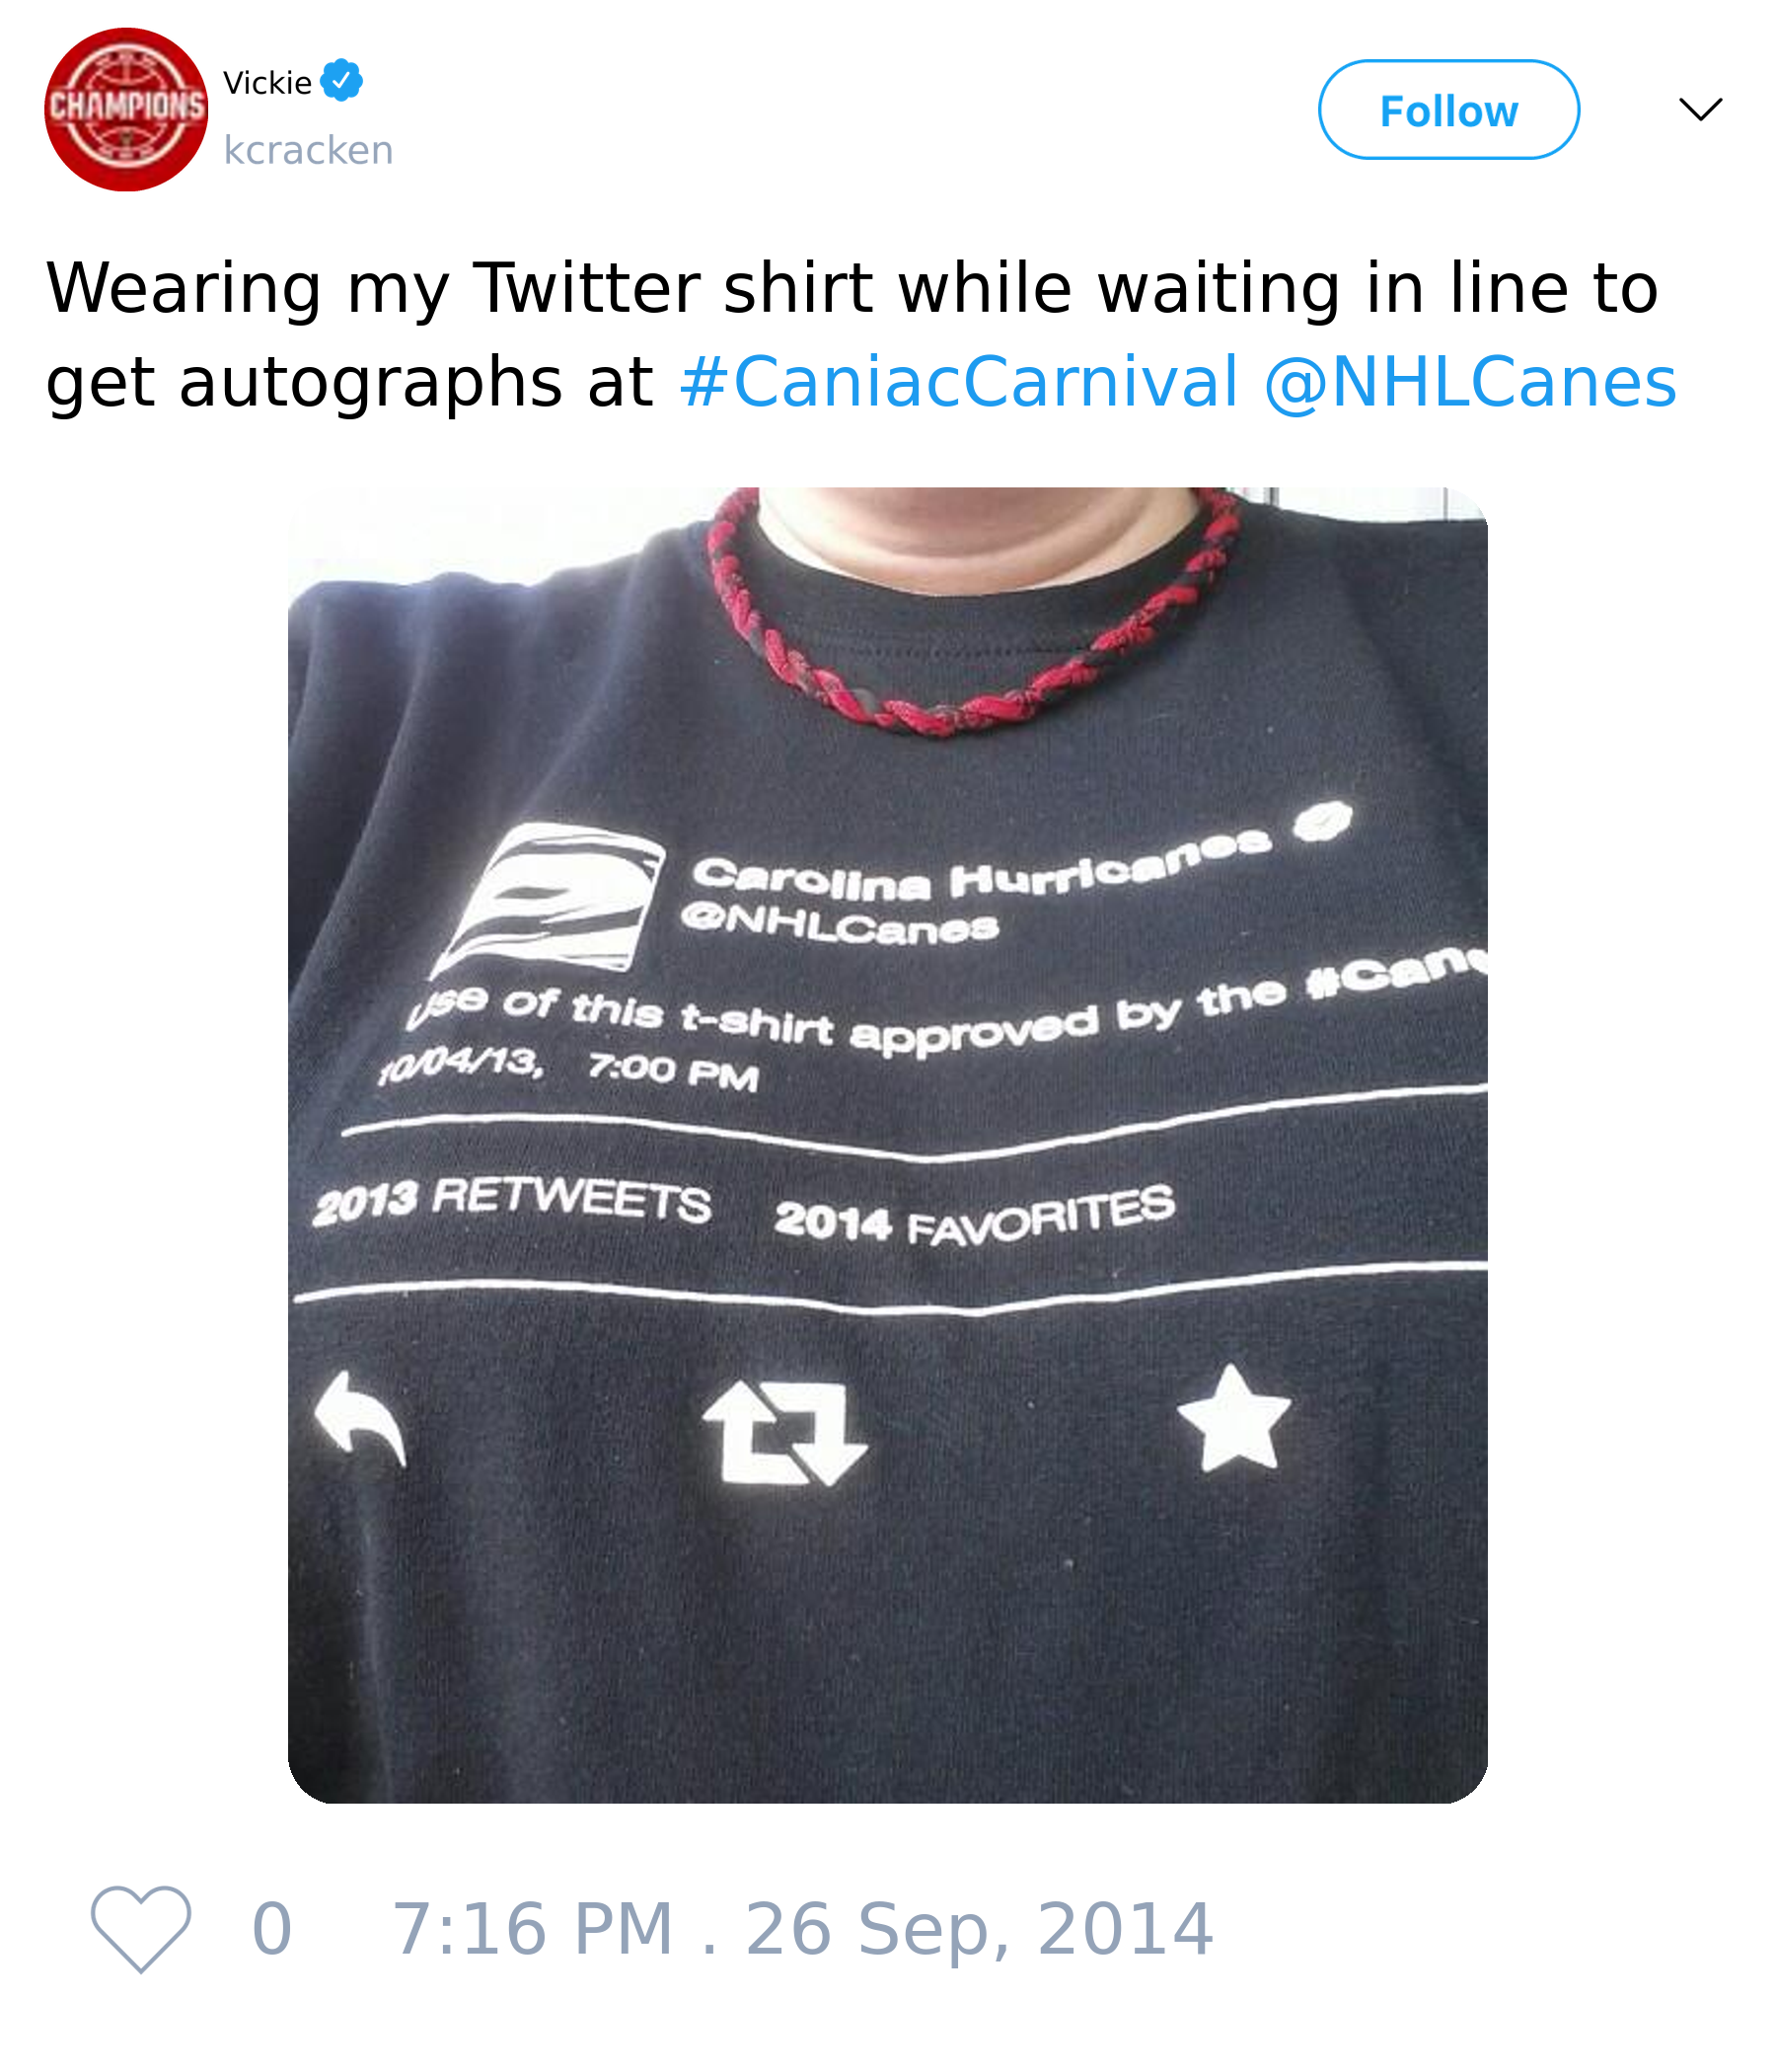 CHAMPIONS
Vickie
kcracken
Follow
Wearing my Twitter shirt while waiting in line to
get autographs at #CaniacCarnival @NHLCanes
Carolina Hurricanes
@NHLCanes
Use of this t-shirt approved by the
10/04/13, 7:00 PM
2013 RETWEETS 2014 FAVORITES
0 7:16 PM . 26 Sep, 2014